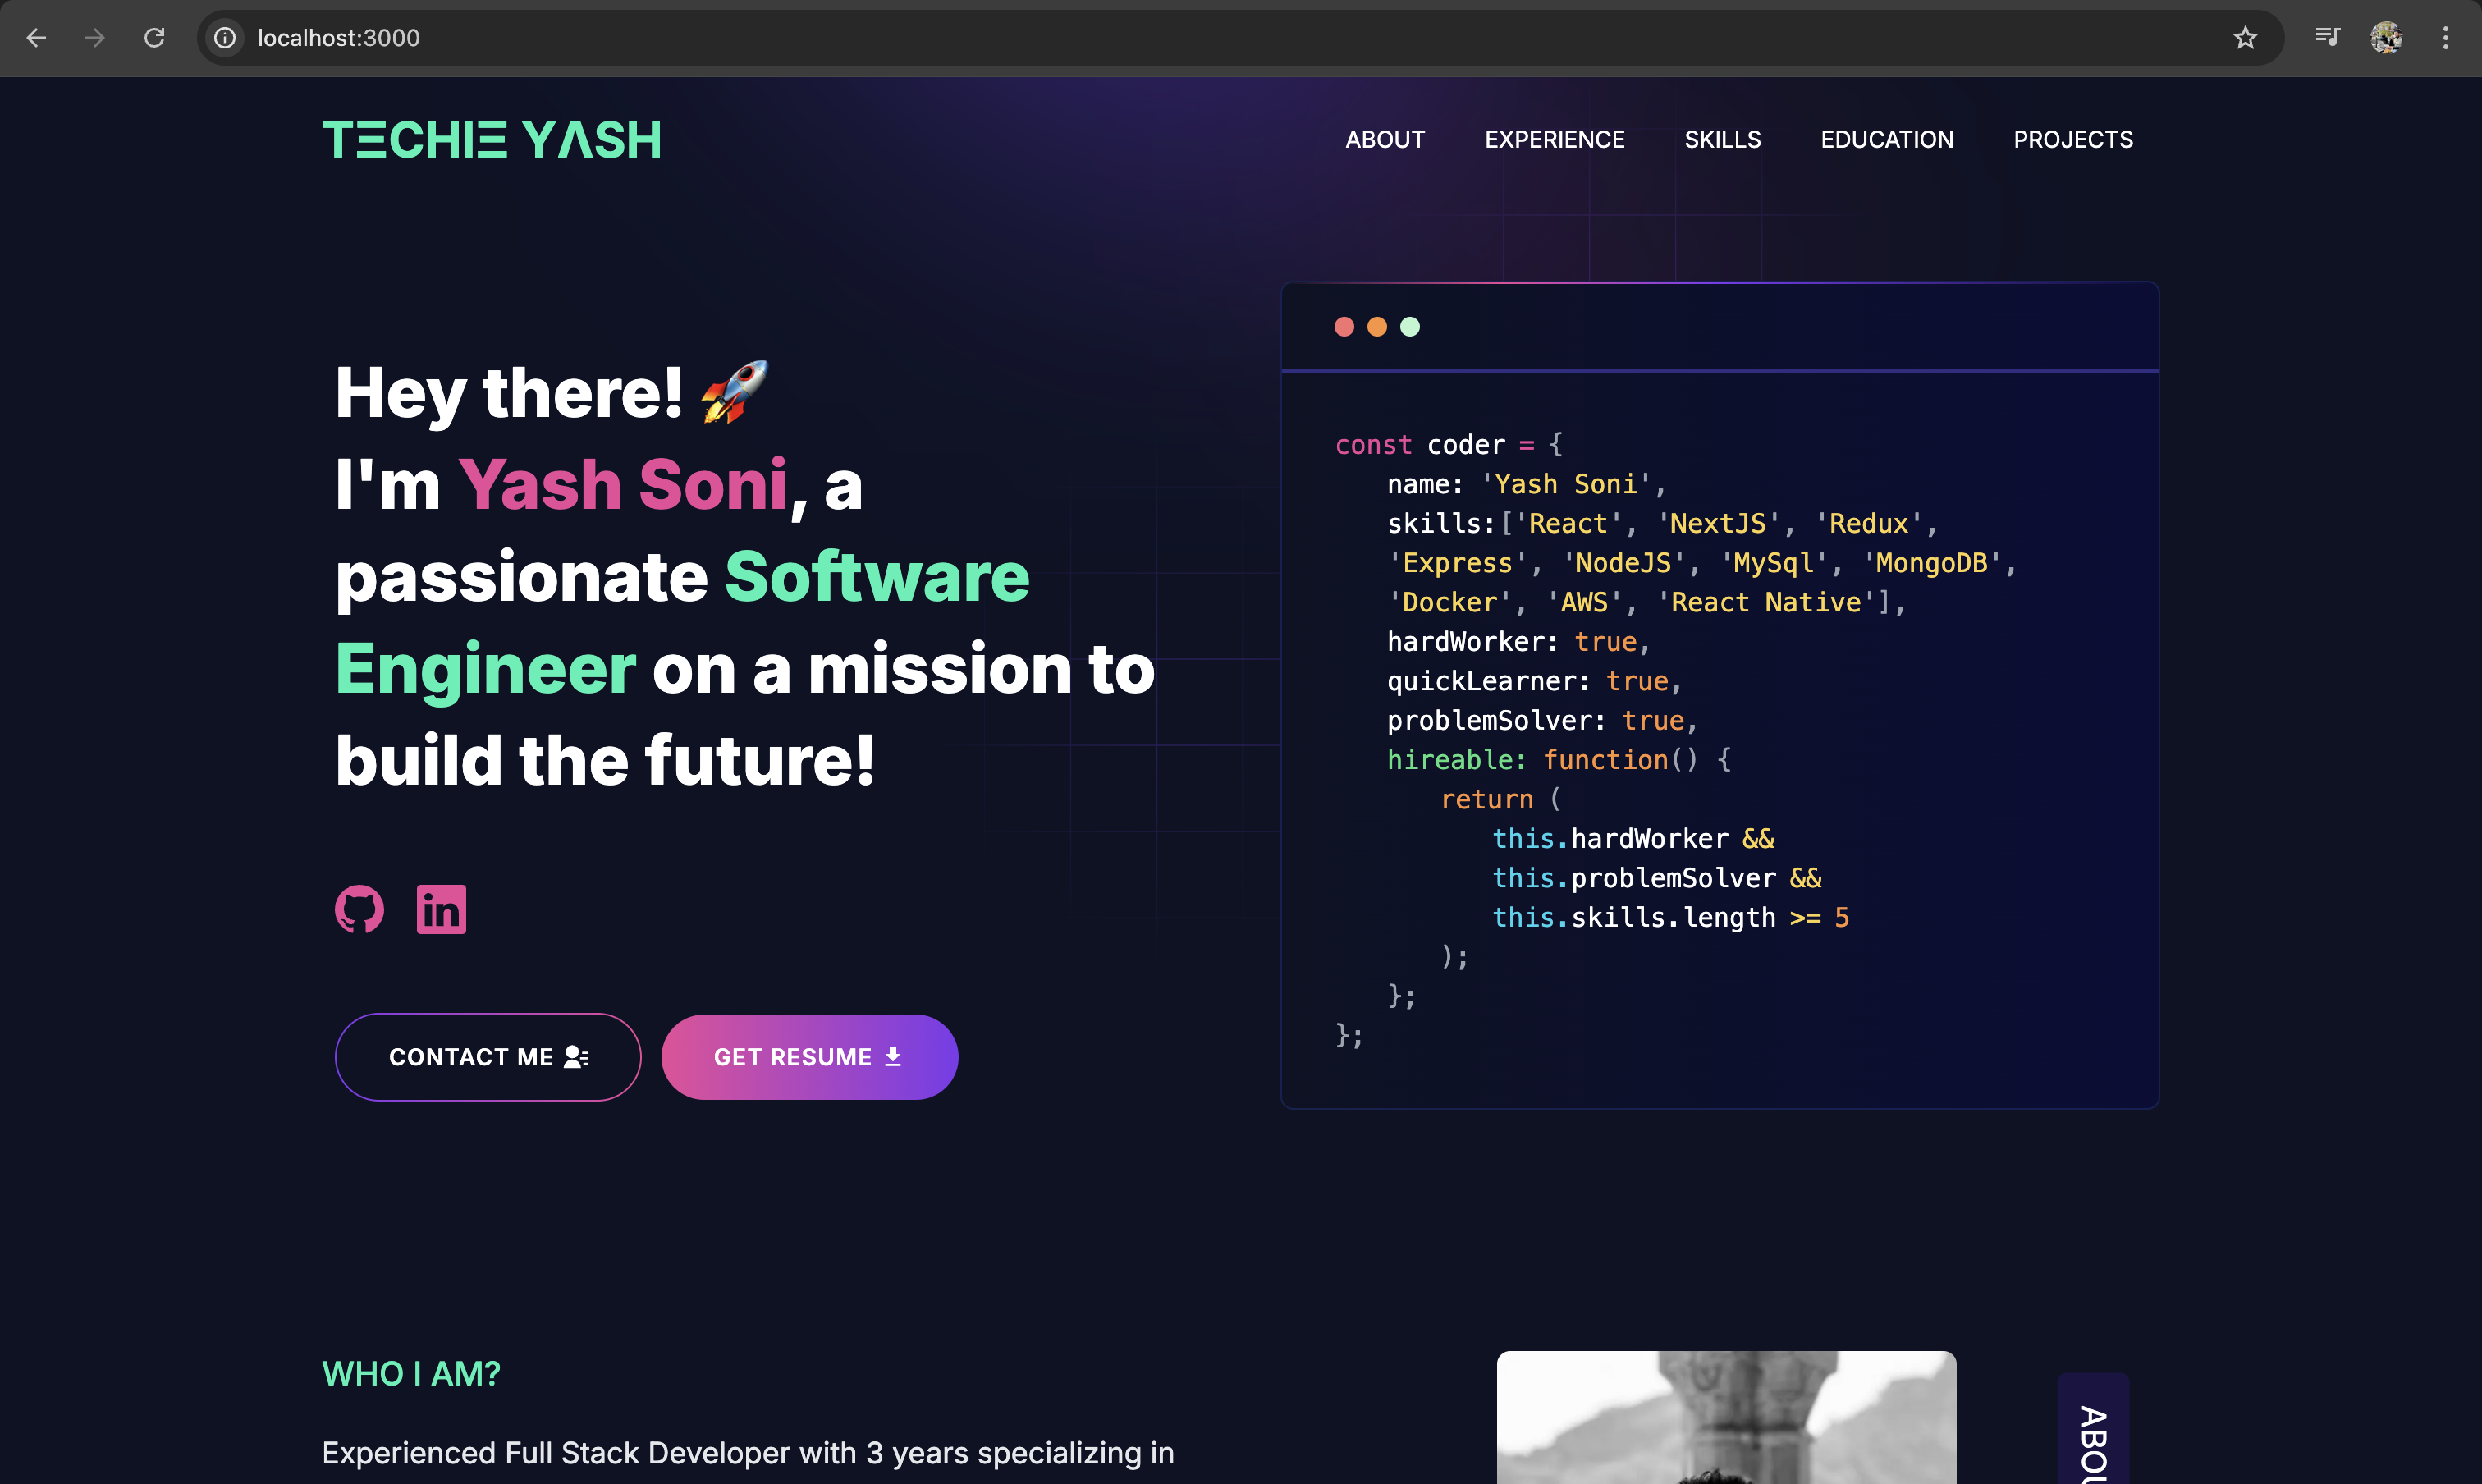 localhost:3000
TECHIE YASH
ABOUT EXPERIENCE SKILLS EDUCATION PROJECTS
Hey there! 🚀
I'm Yash Soni, a
passionate Software
Engineer on a mission to
build the future!
CONTACT ME
GET RESUME
const coder = {
name: 'Yash Soni',
skills:['React', 'NextJS', 'Redux',
'Express', 'NodeJS', 'MySql', 'MongoDB',
'Docker', 'AWS', 'React Native'],
hardWorker: true,
quickLearner: true,
problemSolver: true,
hireable: function() {
return (
this.hardWorker &&
this.problemSolver &&
this.skills.length >= 5
);
};
};
WHO I AM?
Experienced Full Stack Developer with 3 years specializing in